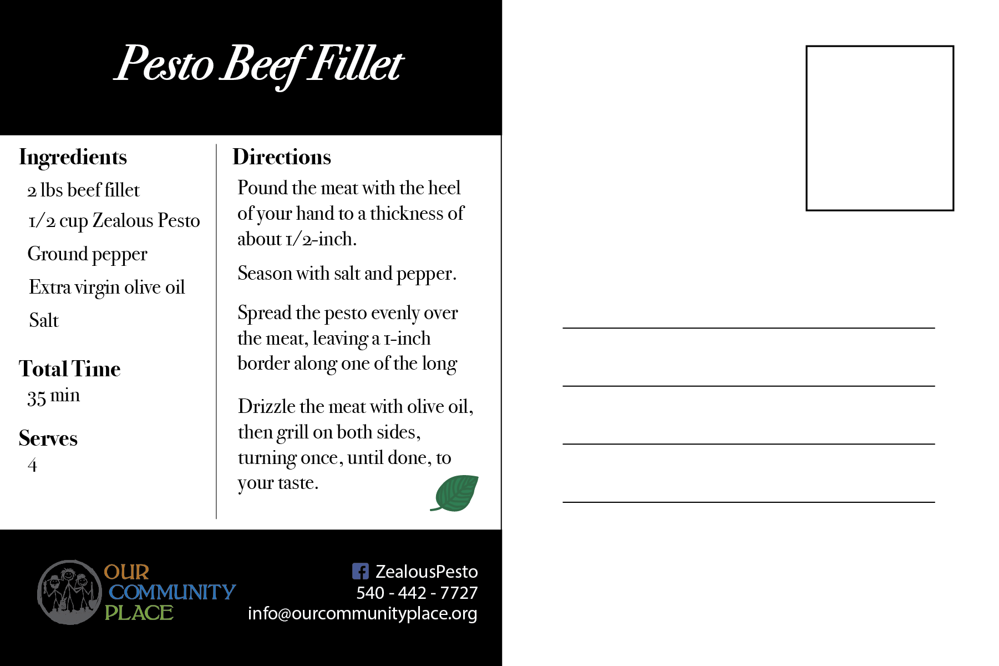 Pesto Beef Fillet
Ingredients
2 lbs beef fillet
1/2 cup Zealous Pesto
Ground pepper
Extra virgin olive oil
Salt
Total Time
35 min
Serves
4
Directions
Pound the meat with the heel
of your hand to a thickness of
about 1/2-inch.
Season with salt and pepper.
Spread the pesto evenly over
the meat, leaving a 1-inch
border along one of the long
Drizzle the meat with olive oil,
then grill on both sides,
turning once, until done, to
your taste.
OUR
COMMUNITY
PLACE
ZealousPesto
540 - 442 - 7727
info@ourcommunityplace.org